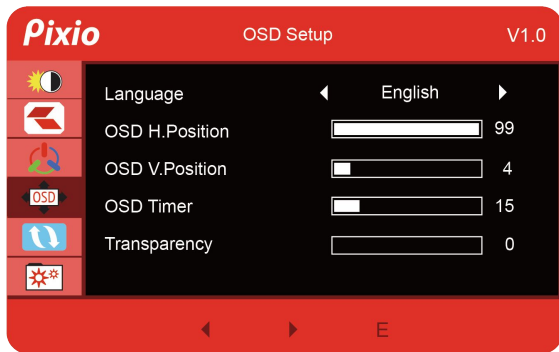 Pixio OSD Setup V1.0
Language English
OSD H.Position 99
OSD V.Position 4
OSD OSD Timer 15
Transparency 0
E